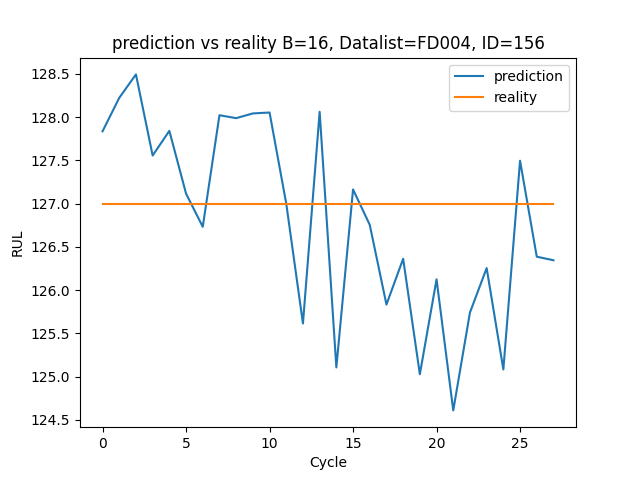 prediction vs reality B=16, Datalist=FD004, ID=156
prediction
reality
128.5
128.0
127.5
127.0
126.5
126.0
125.5
125.0
124.5
RUL
0 5 10 15 20 25
Cycle